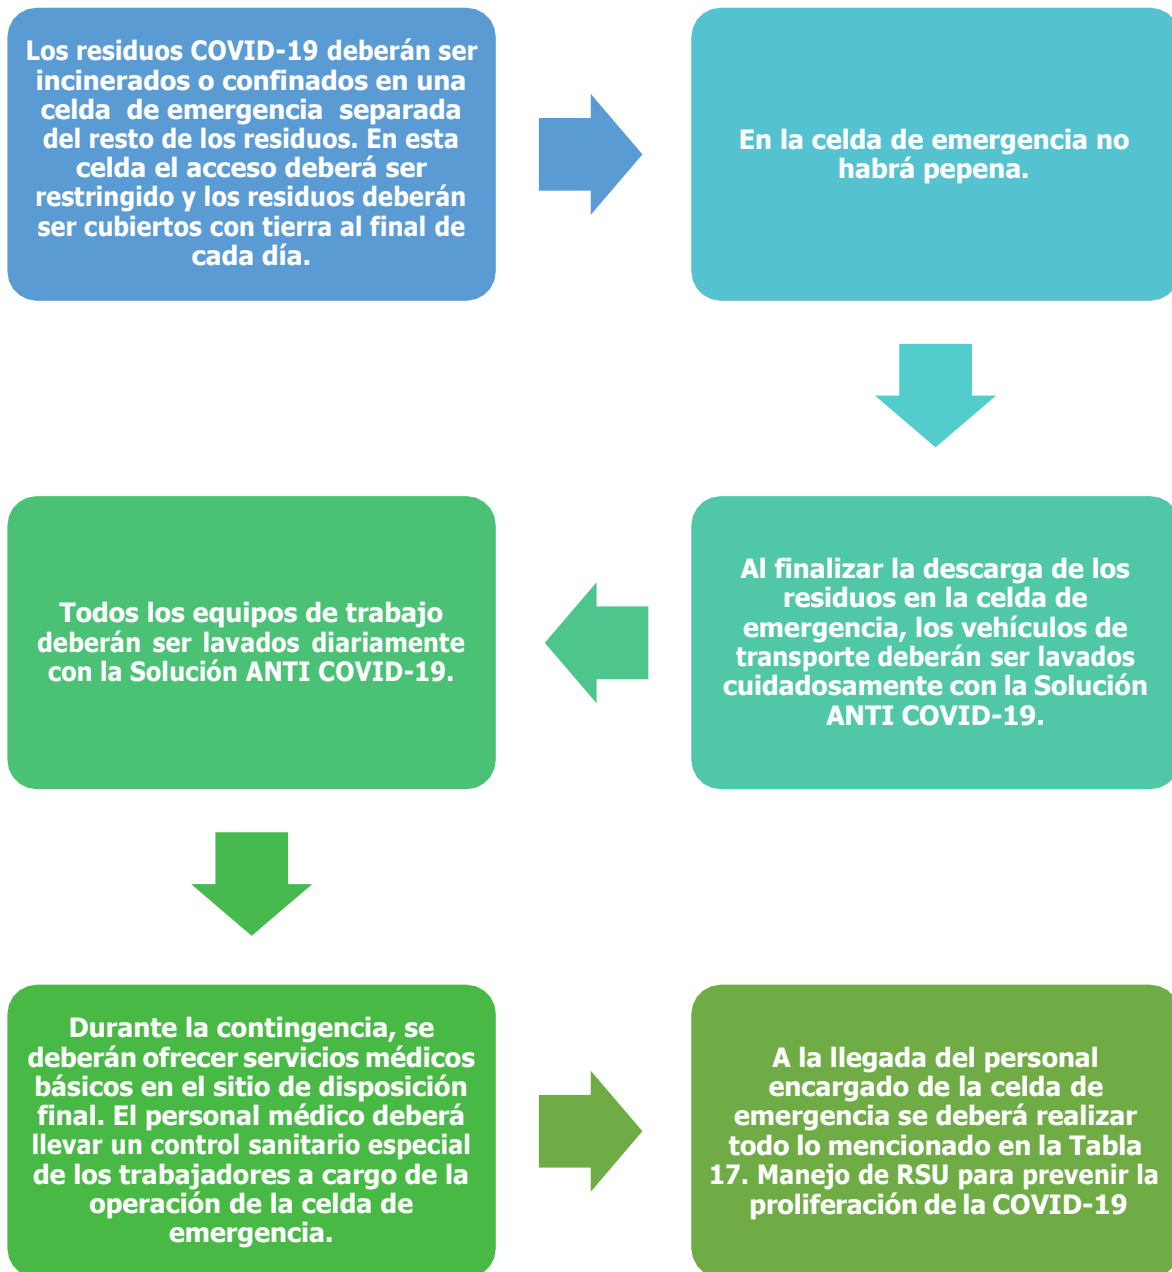 Los residuos COVID-19 deberán ser
incinerados o confinados en una
celda de emergencia separada
del resto de los residuos. En esta
celda el acceso deberá ser
restringido y los residuos deberán
ser cubiertos con tierra al final de
cada día.
En la celda de emergencia no
habrá pepena.
Al finalizar la descarga de los
residuos en la celda de
emergencia, los vehículos de
transporte deberán ser lavados
cuidadosamente con la Solución
ANTI COVID-19.
Todos los equipos de trabajo
deberán ser lavados diariamente
con la Solución ANTI COVID-19.
Durante la contingencia, se
deberán ofrecer servicios médicos
básicos en el sitio de disposición
final. El personal médico deberá
llevar un control sanitario especial
de los trabajadores a cargo de la
operación de la celda de
emergencia.
A la llegada del personal
encargado de la celda de
emergencia se deberá realizar
todo lo mencionado en la Tabla
17. Manejo de RSU para prevenir la
proliferación de la COVID-19